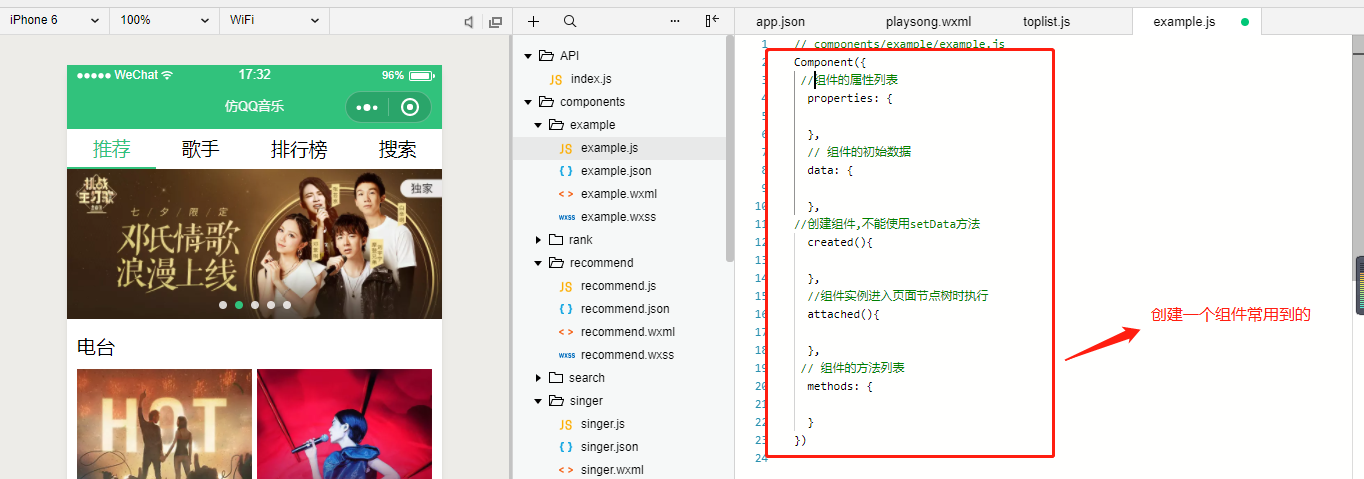 iPhone 6
100%
WiFi
WeChat
17:32
96%
仿QQ音乐
推荐
歌手
排行榜
搜索
独家
七/夕/限/定
邓氏情歌
浪漫上线
电台
HOT
API
JS index.js
components
example
JS example.js
{ } example.json
< > example.wxml
wxss example.wxss
rank
recommend
JS recommend.js
{ } recommend.json
< > recommend.wxml
wxss recommend.wxss
search
singer
JS singer.js
{ } singer.json
< > singer.wxml
app.json
playsong.wxml
toplist.js
example.js
1 // components/example/example.js
2 Component({
3 //组件的属性列表
4 properties: {
5
6 },
7 // 组件的初始数据
8 data: {
9
10 },
11 //创建组件,不能使用setData方法
12 created(){
13
14 },
15 //组件实例进入页面节点树时执行
16 attached(){
17
18 },
19 // 组件的方法列表
20 methods: {
21
22 }
23 })
24
创建一个组件常用到的